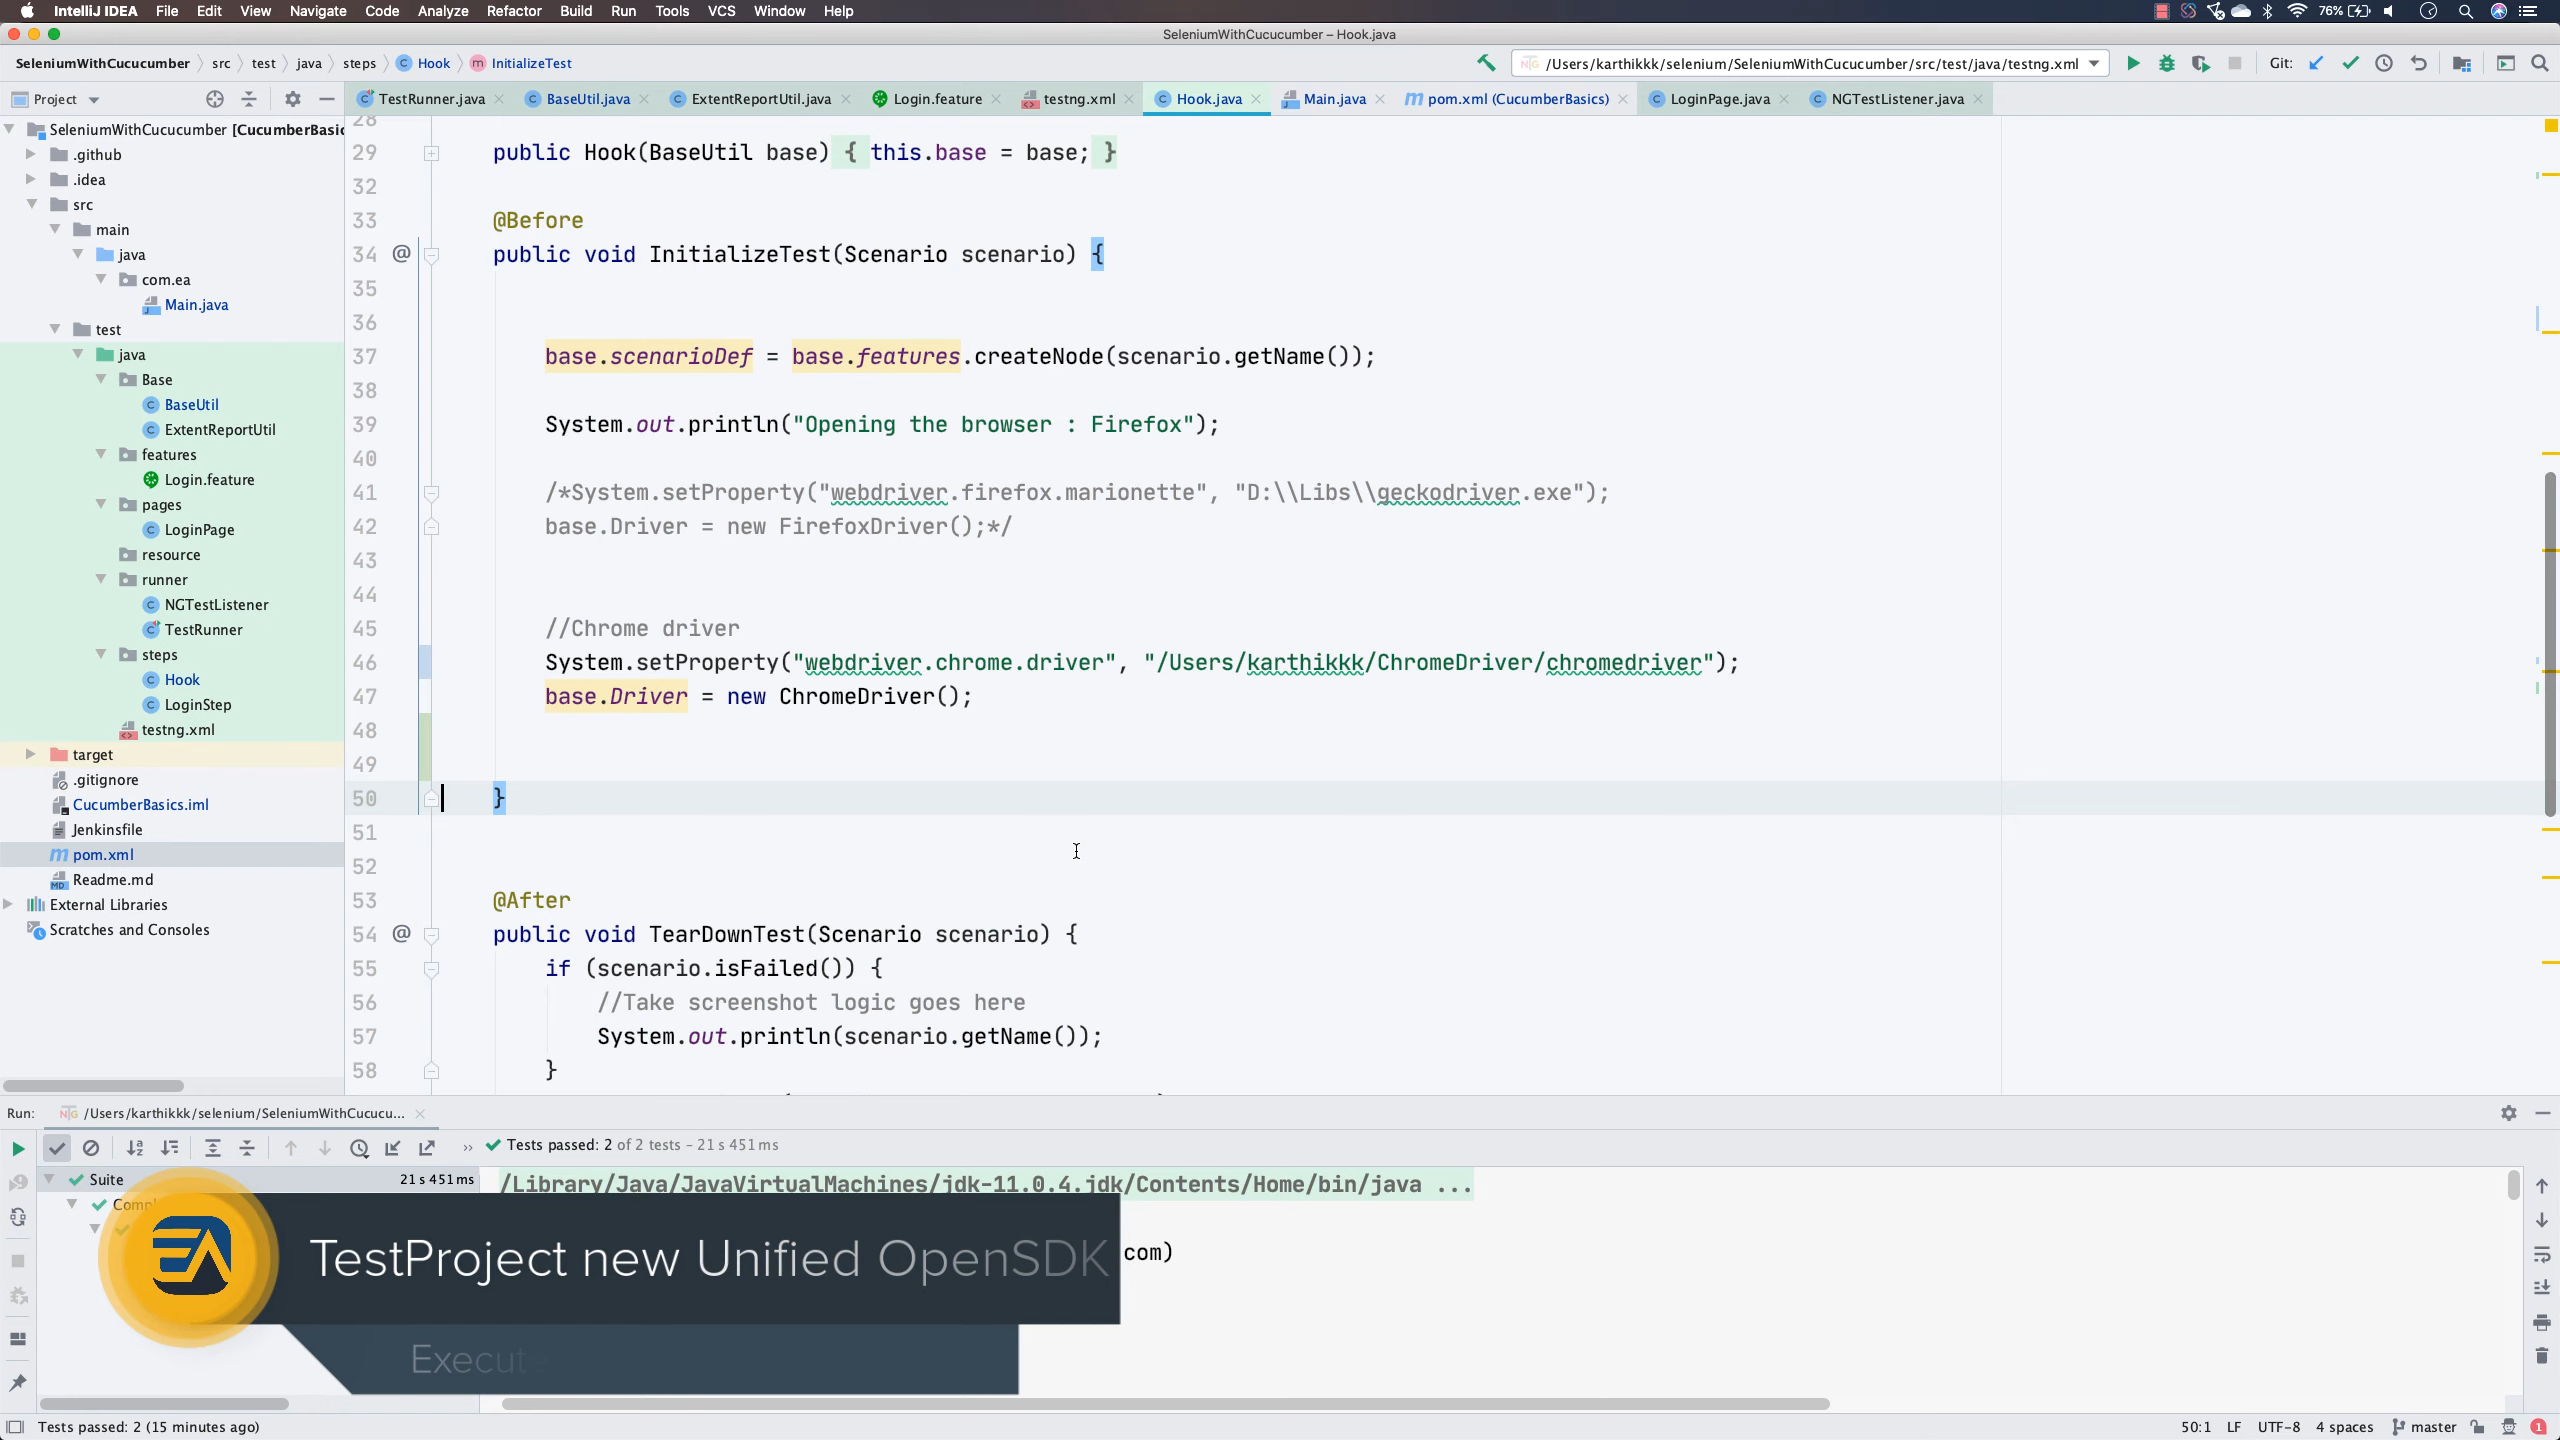 IntelliJ IDEA File Edit View Navigate Code Analyze Refactor Build Run Tools VCS Window Help 76%
SeleniumWithCucucumber – Hook.java
SeleniumWithCucucumber src test java steps Hook InitializeTest /Users/karthikkk/selenium/SeleniumWithCucucumber/src/test/java/testng.xml Git:
Project TestRunner.java BaseUtil.java ExtentReportUtil.java Login.feature testng.xml Hook.java Main.java pom.xml (CucumberBasics) LoginPage.java NGTestListener.java
SeleniumWithCucucumber [CucumberBasic
.github
.idea
src
main
java
com.ea
Main.java
test
java
Base
BaseUtil
ExtentReportUtil
features
Login.feature
pages
LoginPage
resource
runner
NGTestListener
TestRunner
steps
Hook
LoginStep
testng.xml
target
.gitignore
CucumberBasics.iml
Jenkinsfile
pom.xml
Readme.md
External Libraries
Scratches and Consoles
28
29 public Hook(BaseUtil base) { this.base = base; }
32
33 @Before
34 @ public void InitializeTest(Scenario scenario) {
35
36
37 base.scenarioDef = base.features.createNode(scenario.getName());
38
39 System.out.println("Opening the browser : Firefox");
40
41 /*System.setProperty("webdriver.firefox.marionette", "D:\\Libs\\geckodriver.exe");
42 base.Driver = new FirefoxDriver();*/
43
44
45 //Chrome driver
46 System.setProperty("webdriver.chrome.driver", "/Users/karthikkk/ChromeDriver/chromedriver");
47 base.Driver = new ChromeDriver();
48
49
50 }
51
52
53 @After
54 @ public void TearDownTest(Scenario scenario) {
55 if (scenario.isFailed()) {
56 //Take screenshot logic goes here
57 System.out.println(scenario.getName());
58 }
Run: /Users/karthikkk/selenium/SeleniumWithCucucu...
Tests passed: 2 of 2 tests – 21 s 451 ms
Suite 21 s 451 ms
/Library/Java/JavaVirtualMachines/jdk-11.0.4.jdk/Contents/Home/bin/java ...
com)
EA
TestProject new Unified OpenSDK
Execute
Tests passed: 2 (15 minutes ago) 50:1 LF UTF-8 4 spaces master 1